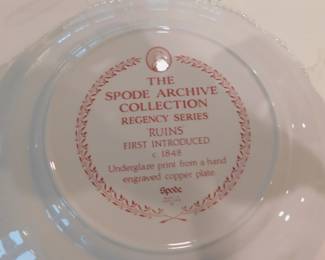 THE
SPODE ARCHIVE
COLLECTION
REGENCY SERIES
RUINS
FIRST INTRODUCED
c 1848
Underglaze print from a hand
engraved copper plate
Spode